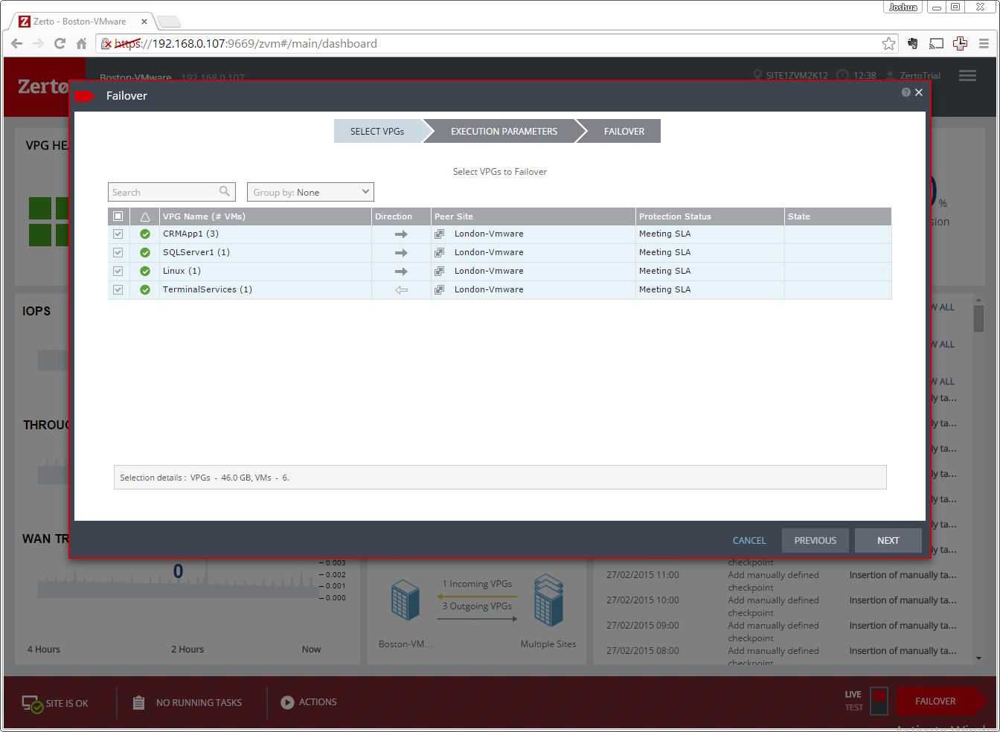 Joshua
Zerto - Boston-VMware
https://192.168.0.107:9669/zvm#/main/dashboard
Zerto
Boston-VMware 192.168.0.107
SITE1ZVM2K12 12:38 ZertoTrial
Failover
SELECT VPGs EXECUTION PARAMETERS FAILOVER
VPG HE
Select VPGs to Failover
Search
Group by: None
%
sion
VPG Name (# VMs) Direction Peer Site Protection Status State
CRMApp1 (3) London-Vmware Meeting SLA
SQLServer1 (1) London-Vmware Meeting SLA
Linux (1) London-Vmware Meeting SLA
TerminalServices (1) London-Vmware Meeting SLA
IOPS
W ALL
W ALL
W ALL
ly ta...
ly ta...
THROUG
ly ta...
ly ta...
Selection details : VPGs - 46.0 GB, VMs - 6.
ly ta...
ly ta...
WAN TR
CANCEL PREVIOUS NEXT
ly ta...
0
0.003
0.002
0.001
0.000
4 Hours 2 Hours Now
1 Incoming VPGs
3 Outgoing VPGs
Boston-VM... Multiple Sites
checkpoint
27/02/2015 11:00 Add manually defined Insertion of manually ta...
checkpoint
27/02/2015 10:00 Add manually defined Insertion of manually ta...
checkpoint
27/02/2015 09:00 Add manually defined Insertion of manually ta...
checkpoint
27/02/2015 08:00 Add manually defined Insertion of manually ta...
checkpoint
SITE IS OK NO RUNNING TASKS ACTIONS
LIVE
TEST
FAILOVER